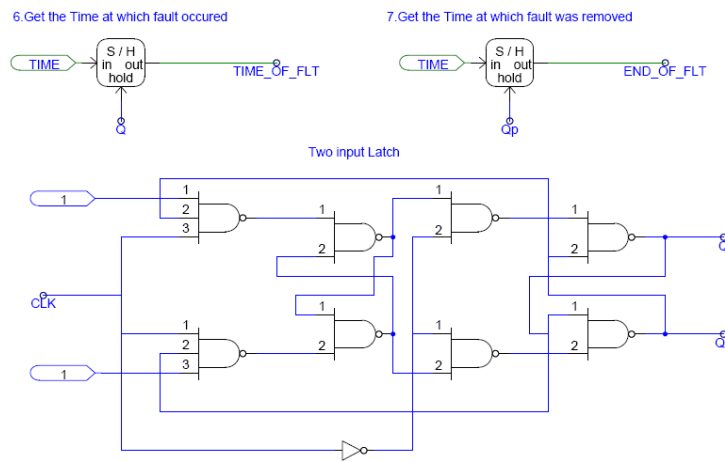 6.Get the Time at which fault occured
7.Get the Time at which fault was removed
TIME
S / H
in out
hold
TIME_OF_FLT
Q
TIME
S / H
in out
hold
END_OF_FLT
Qp
Two input Latch
1
1
2
3
1
2
1
2
1
2
Q
CLK
1
2
3
1
2
1
2
1
2
Q
1